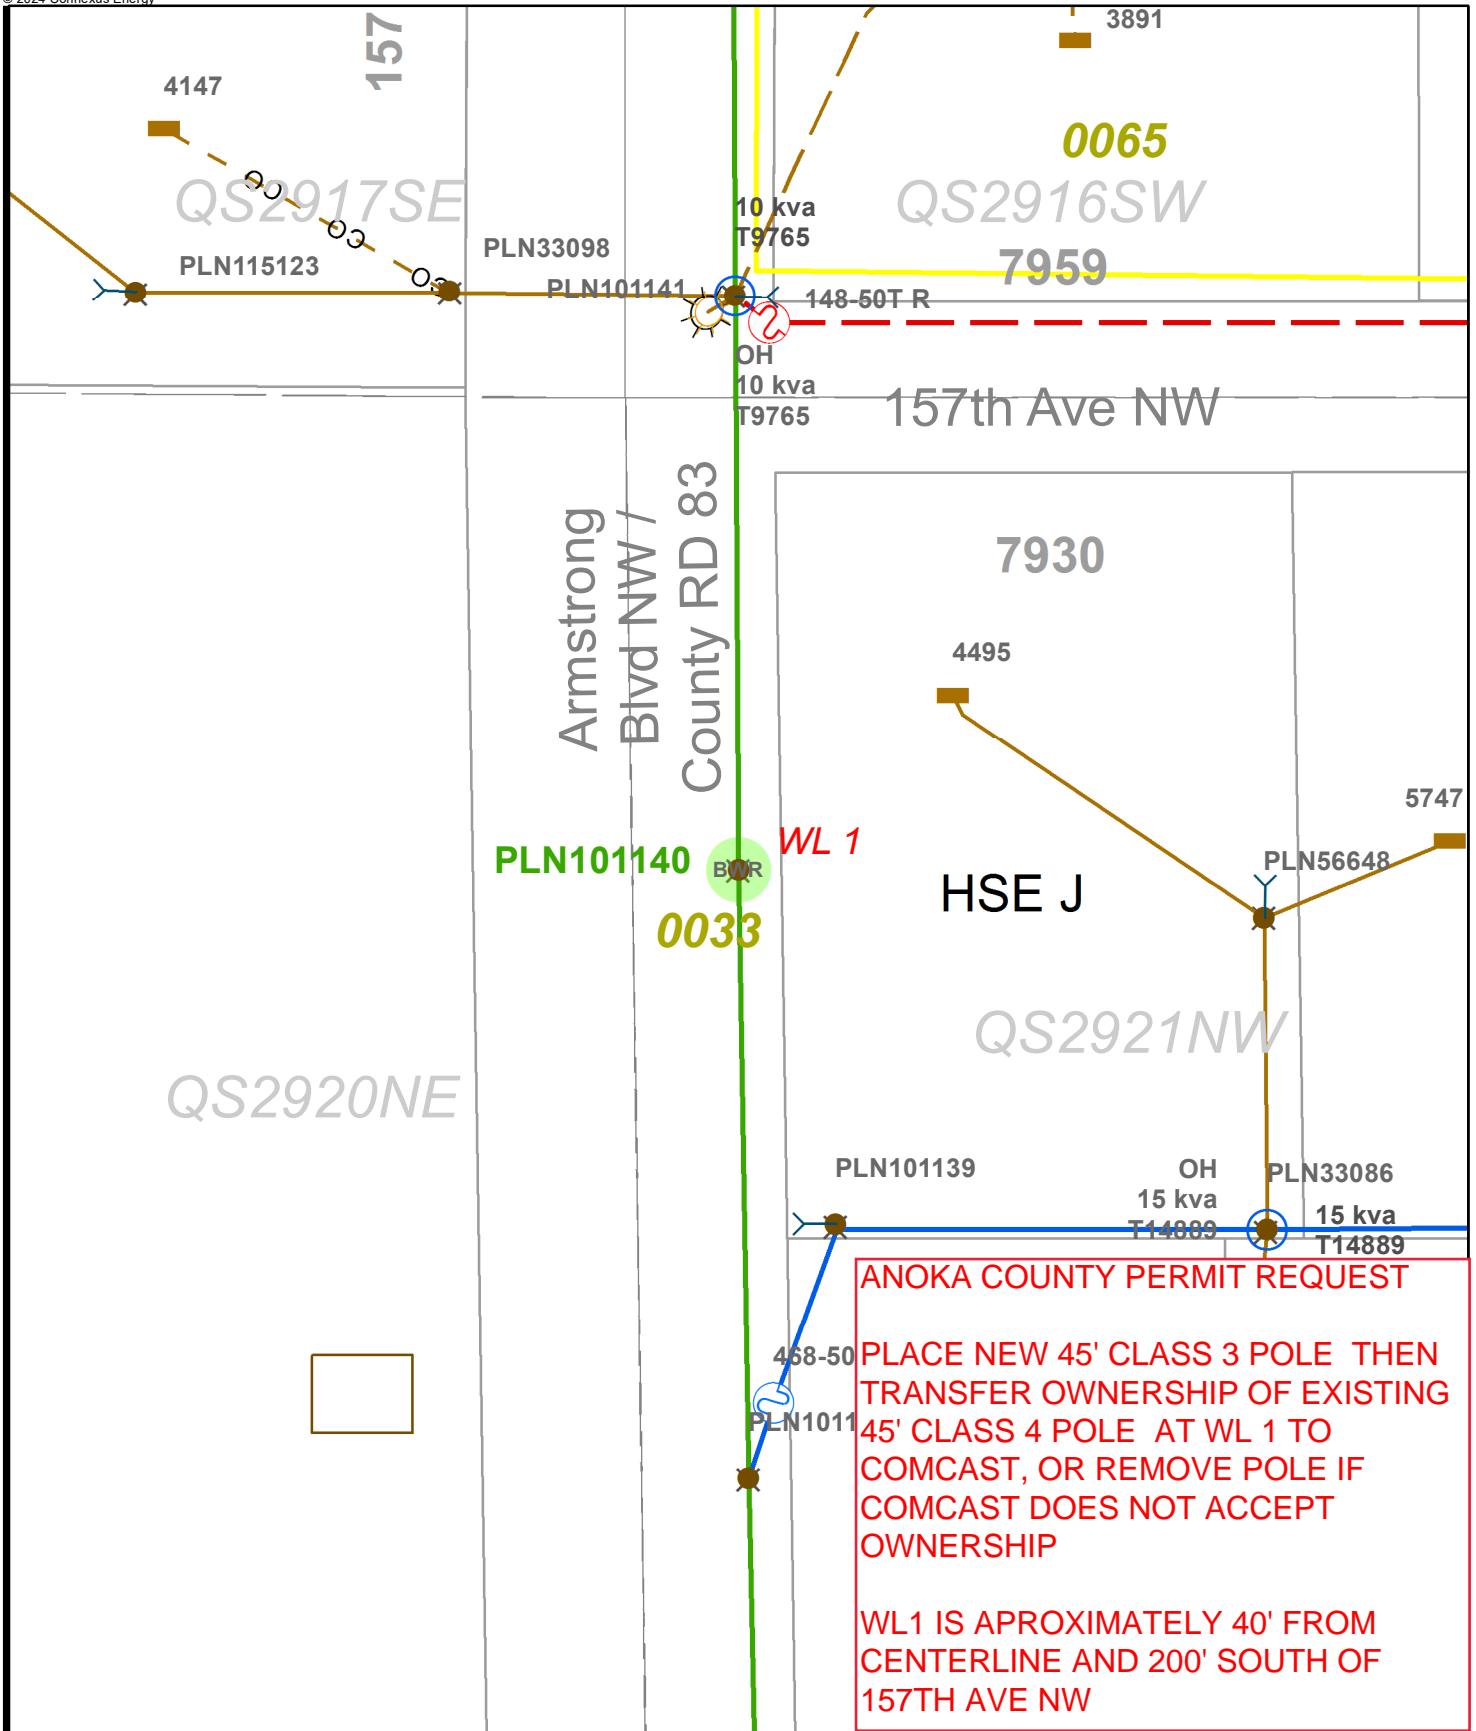 © 2024 Connexus Energy
157
3891
4147
0065
QS2917SE
QS2916SW
10 kva
T9765
PLN33098
PLN115123
7959
PLN101141
148-50T R
OH
10 kva
T9765
157th Ave NW
Armstrong
Blvd NW /
County RD 83
7930
4495
5747
WL 1
PLN101140
BWR
PLN56648
HSE J
0033
QS2921NW
QS2920NE
PLN101139
OH
15 kva
T14889
PLN33086
15 kva
T14889
468-50
PLN1011
ANOKA COUNTY PERMIT REQUEST
PLACE NEW 45' CLASS 3 POLE THEN
TRANSFER OWNERSHIP OF EXISTING
45' CLASS 4 POLE AT WL 1 TO
COMCAST, OR REMOVE POLE IF
COMCAST DOES NOT ACCEPT
OWNERSHIP
WL1 IS APROXIMATELY 40' FROM
CENTERLINE AND 200' SOUTH OF
157TH AVE NW